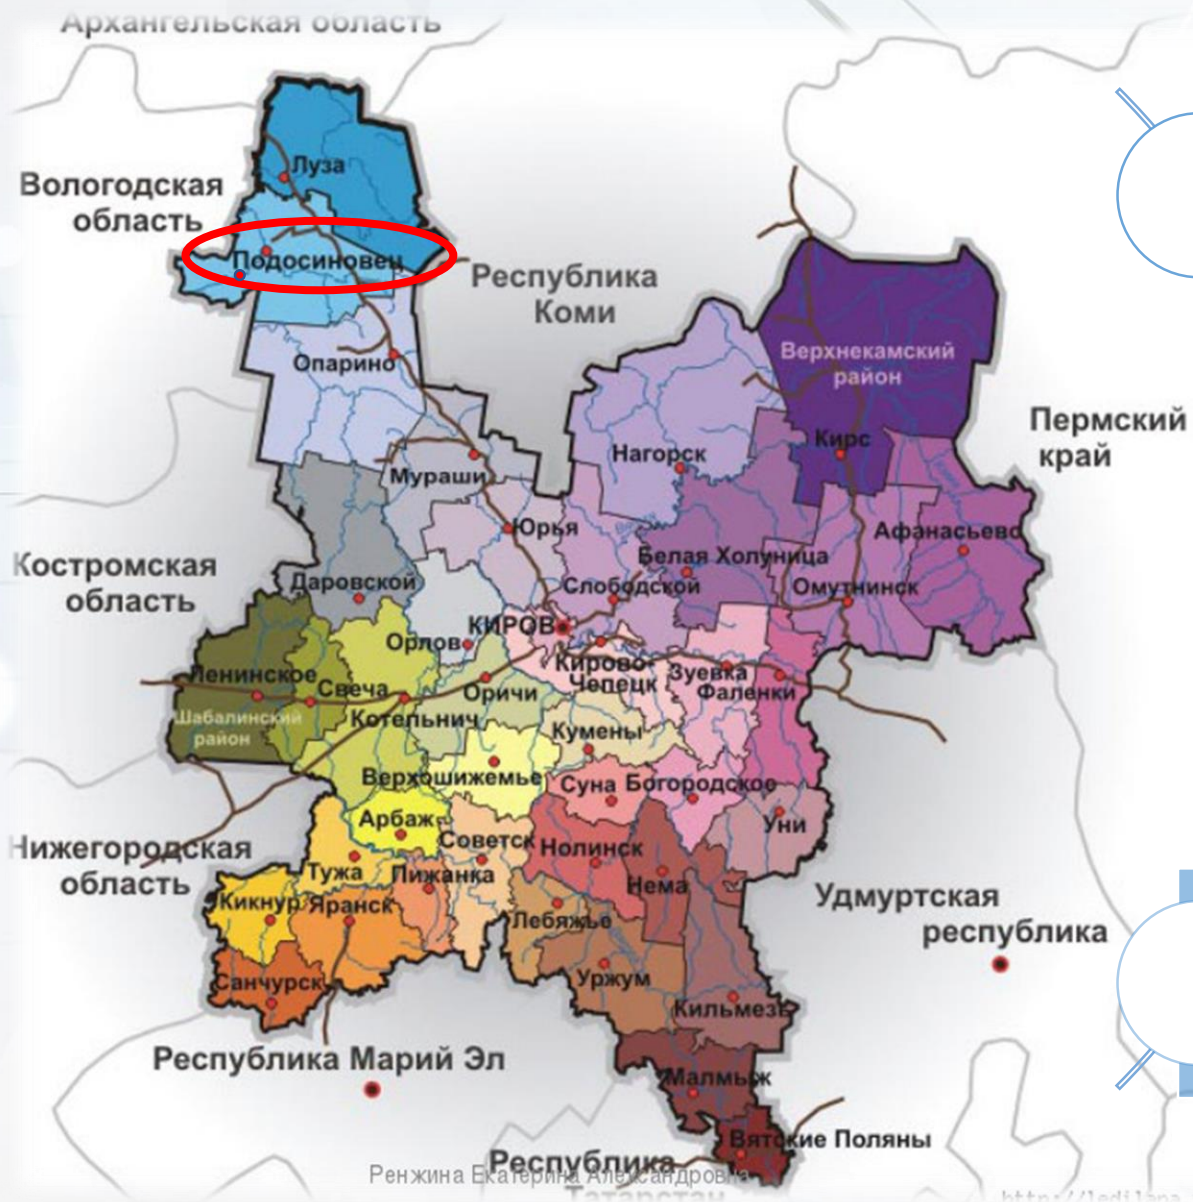 Архангельская область
Луза
Вологодская
область
Подосиновец
Республика
Коми
Опарино
Верхнекамский
район
Пермский
край
Кирс
Нагорск
Мураши
Юрья
Афанасьево
Белая Холуница
Костромская
область
Даровской
Слободской
Омутнинск
КИРОВ
Орлов
Кирово-
Чепецк
Зуевка
Фаленки
Ленинское
Свеча
Оричи
Шабалинский
район
Котельнич
Кумены
Верхошижемье
Суна
Богородское
Арбаж
Уни
Советск
Нолинск
Нижегородская
область
Тужа
Пижанка
Нема
Кикнур
Яранск
Лебяжье
Удмуртская
республика
Санчурск
Уржум
Кильмезь
Республика Марий Эл
Малмыж
Вятские Поляны
Республика
Татарстан
Ренжина Екатерина Александровна